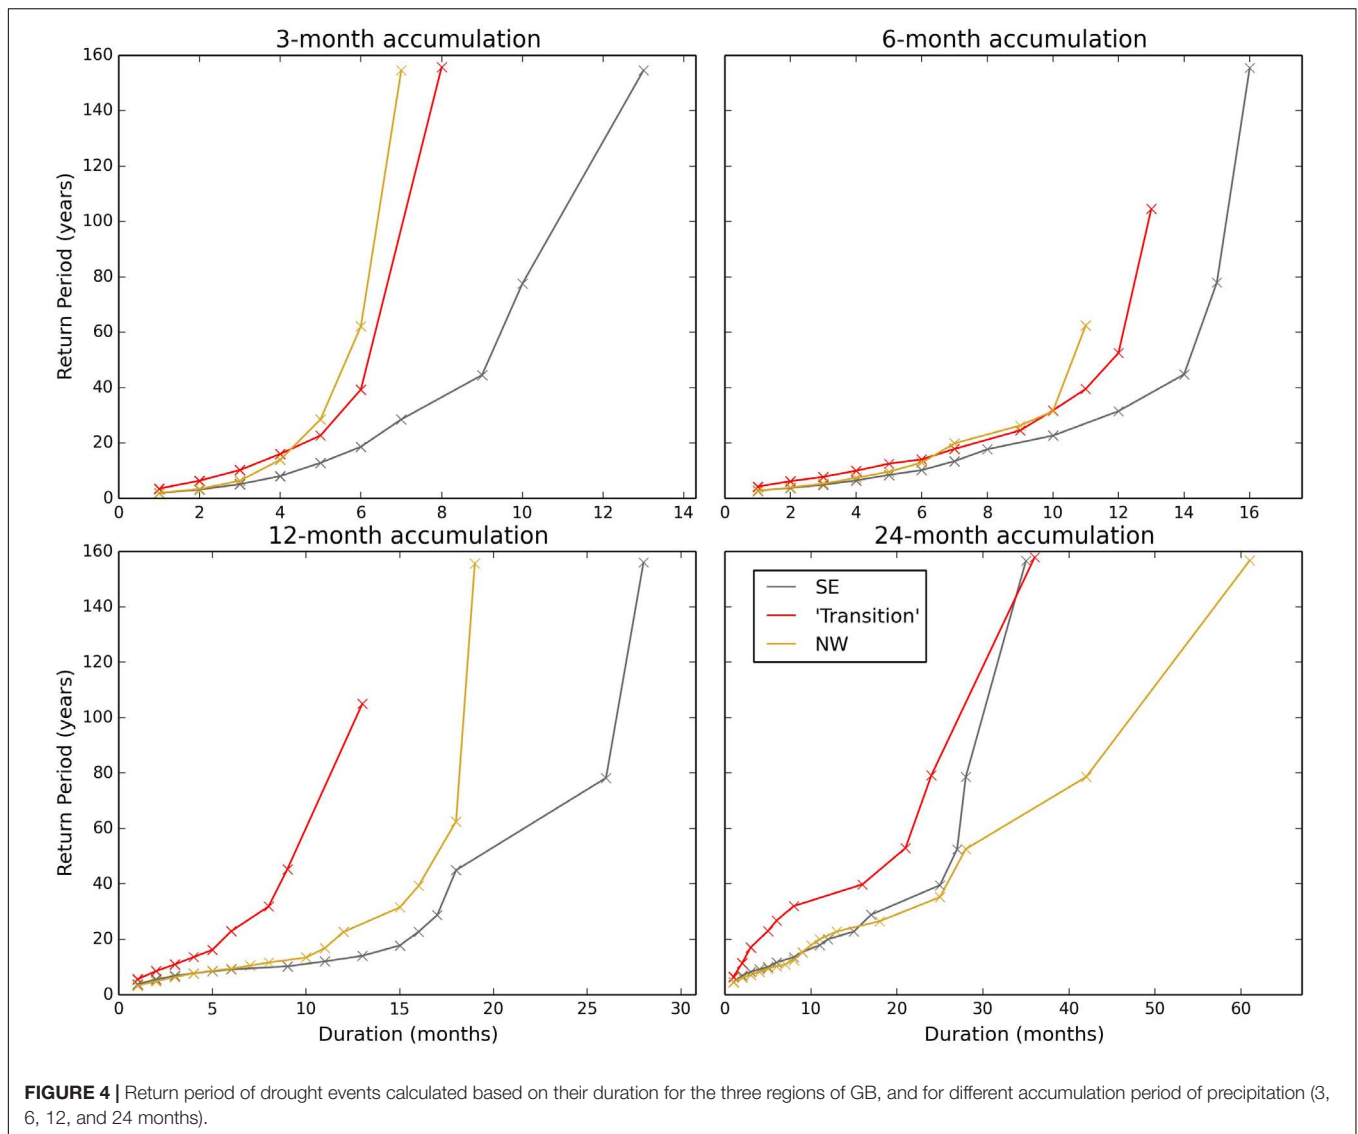 3-month accumulation
6-month accumulation
160
140
120
100
80
60
40
20
0
Return Period (years)
0 2 4 6 8 10 12 14
0 2 4 6 8 10 12 14 16
12-month accumulation
24-month accumulation
160
140
120
100
80
60
40
20
0
Return Period (years)
SE
'Transition'
NW
0 5 10 15 20 25 30
0 10 20 30 40 50 60
Duration (months)
Duration (months)
FIGURE 4 | Return period of drought events calculated based on their duration for the three regions of GB, and for different accumulation period of precipitation (3,
6, 12, and 24 months).